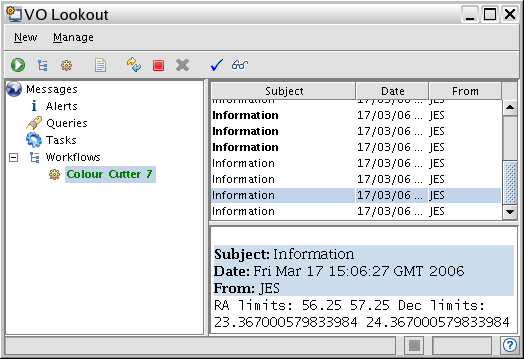 VO Lookout
New Manage
Messages
Alerts
Queries
Tasks
Workflows
Colour Cutter 7
Subject Date From
Information 17/03/06 ... JES
Information 17/03/06 ... JES
Information 17/03/06 ... JES
Information 17/03/06 ... JES
Information 17/03/06 ... JES
Information 17/03/06 ... JES
Information 17/03/06 ... JES
Information 17/03/06 ... JES
Subject: Information
Date: Fri Mar 17 15:06:27 GMT 2006
From: JES
RA limits: 56.25 57.25 Dec limits:
23.367000579833984 24.367000579833984